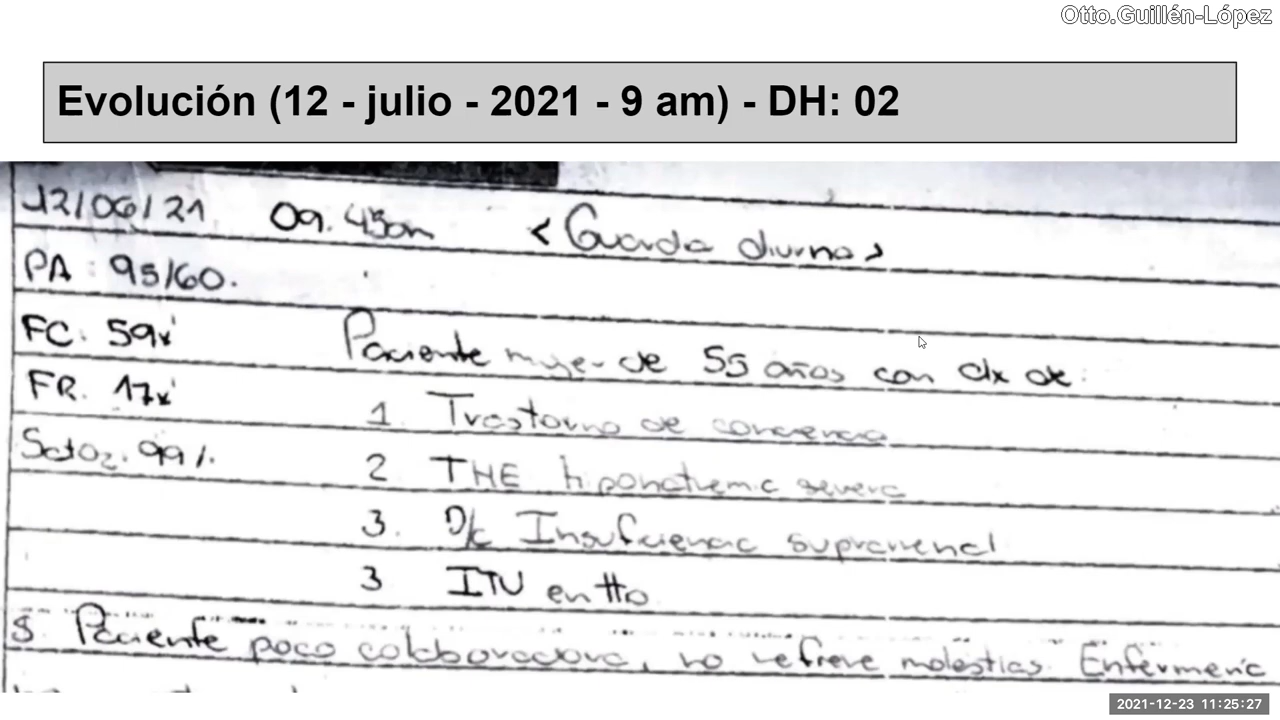 Otto.Guillén-López
Evolución (12 - julio - 2021 - 9 am) - DH: 02
12/06/21 09.45am <Guardia diurna>
PA: 95/60.
FC: 59x'
Paciente mujer de 55 años con dx de:
FR. 17x'
1. Trastorno de conciencia
SatO2. 99%.
2 THE hiponatremia severa
3. D/c Insuficiencia suprarrenal
3 ITU en tto
S. Paciente poco colaboradora, no refiere molestias. Enfermería
2021-12-23 11:25:27